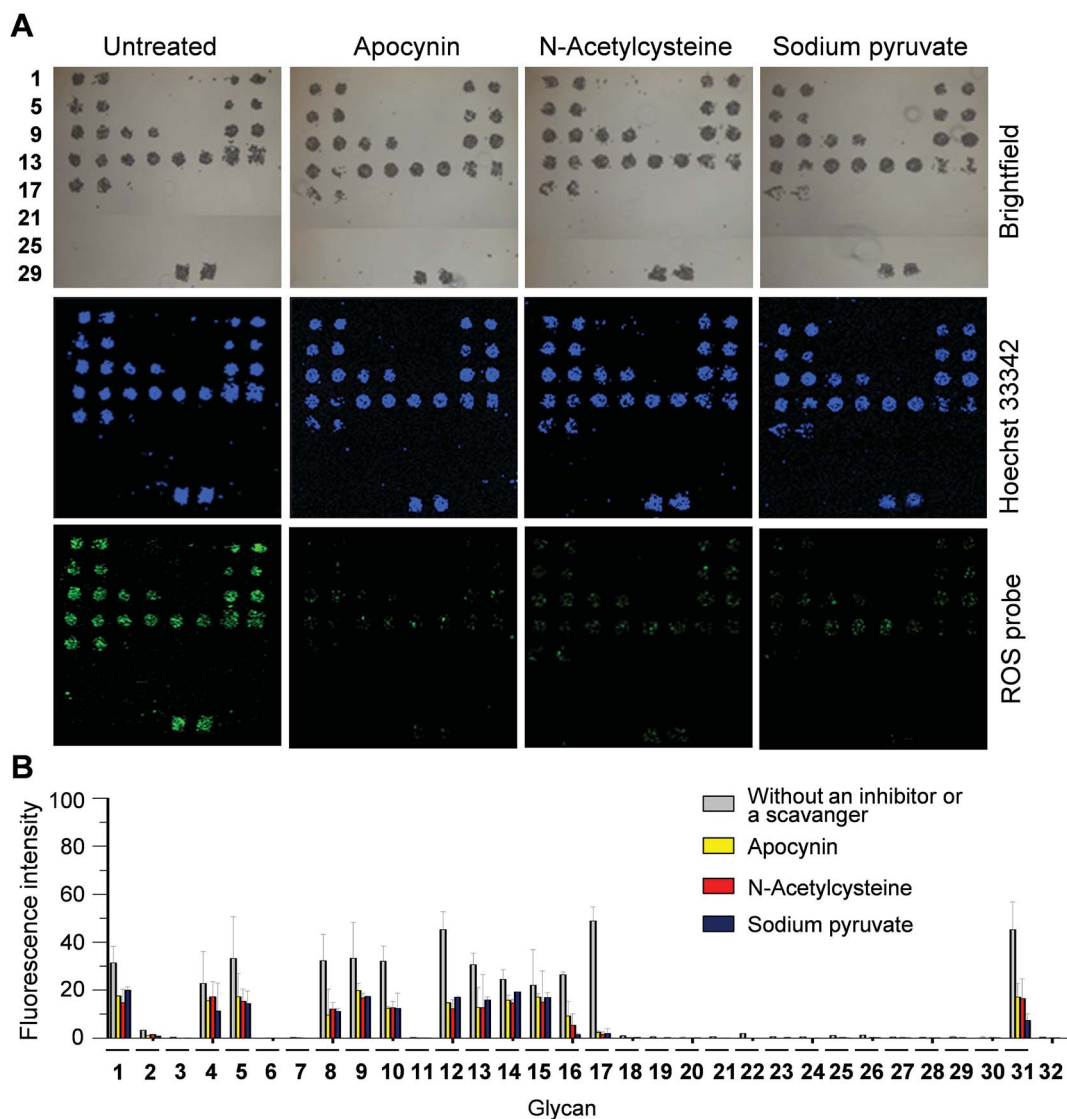 A
Untreated
Apocynin
N-Acetylcysteine
Sodium pyruvate
1
5
9
13
17
21
25
29
Brightfield
Hoechst 33342
ROS probe
B
100
80
60
40
20
0
Fluorescence intensity
Without an inhibitor or
a scavanger
Apocynin
N-Acetylcysteine
Sodium pyruvate
1 2 3 4 5 6 7 8 9 10 11 12 13 14 15 16 17 18 19 20 21 22 23 24 25 26 27 28 29 30 31 32
Glycan